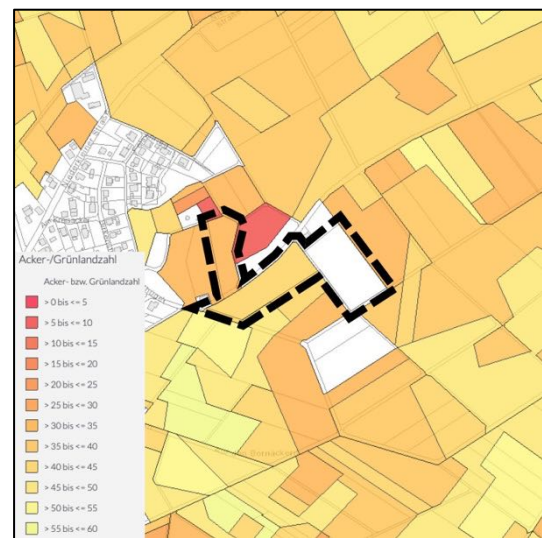 Acker-/Grünlandzahl
Acker- bzw. Grünlandzahl
> 0 bis <= 5
> 5 bis <= 10
> 10 bis <= 15
> 15 bis <= 20
> 20 bis <= 25
> 25 bis <= 30
> 30 bis <= 35
> 35 bis <= 40
> 40 bis <= 45
> 45 bis <= 50
> 50 bis <= 55
> 55 bis <= 60